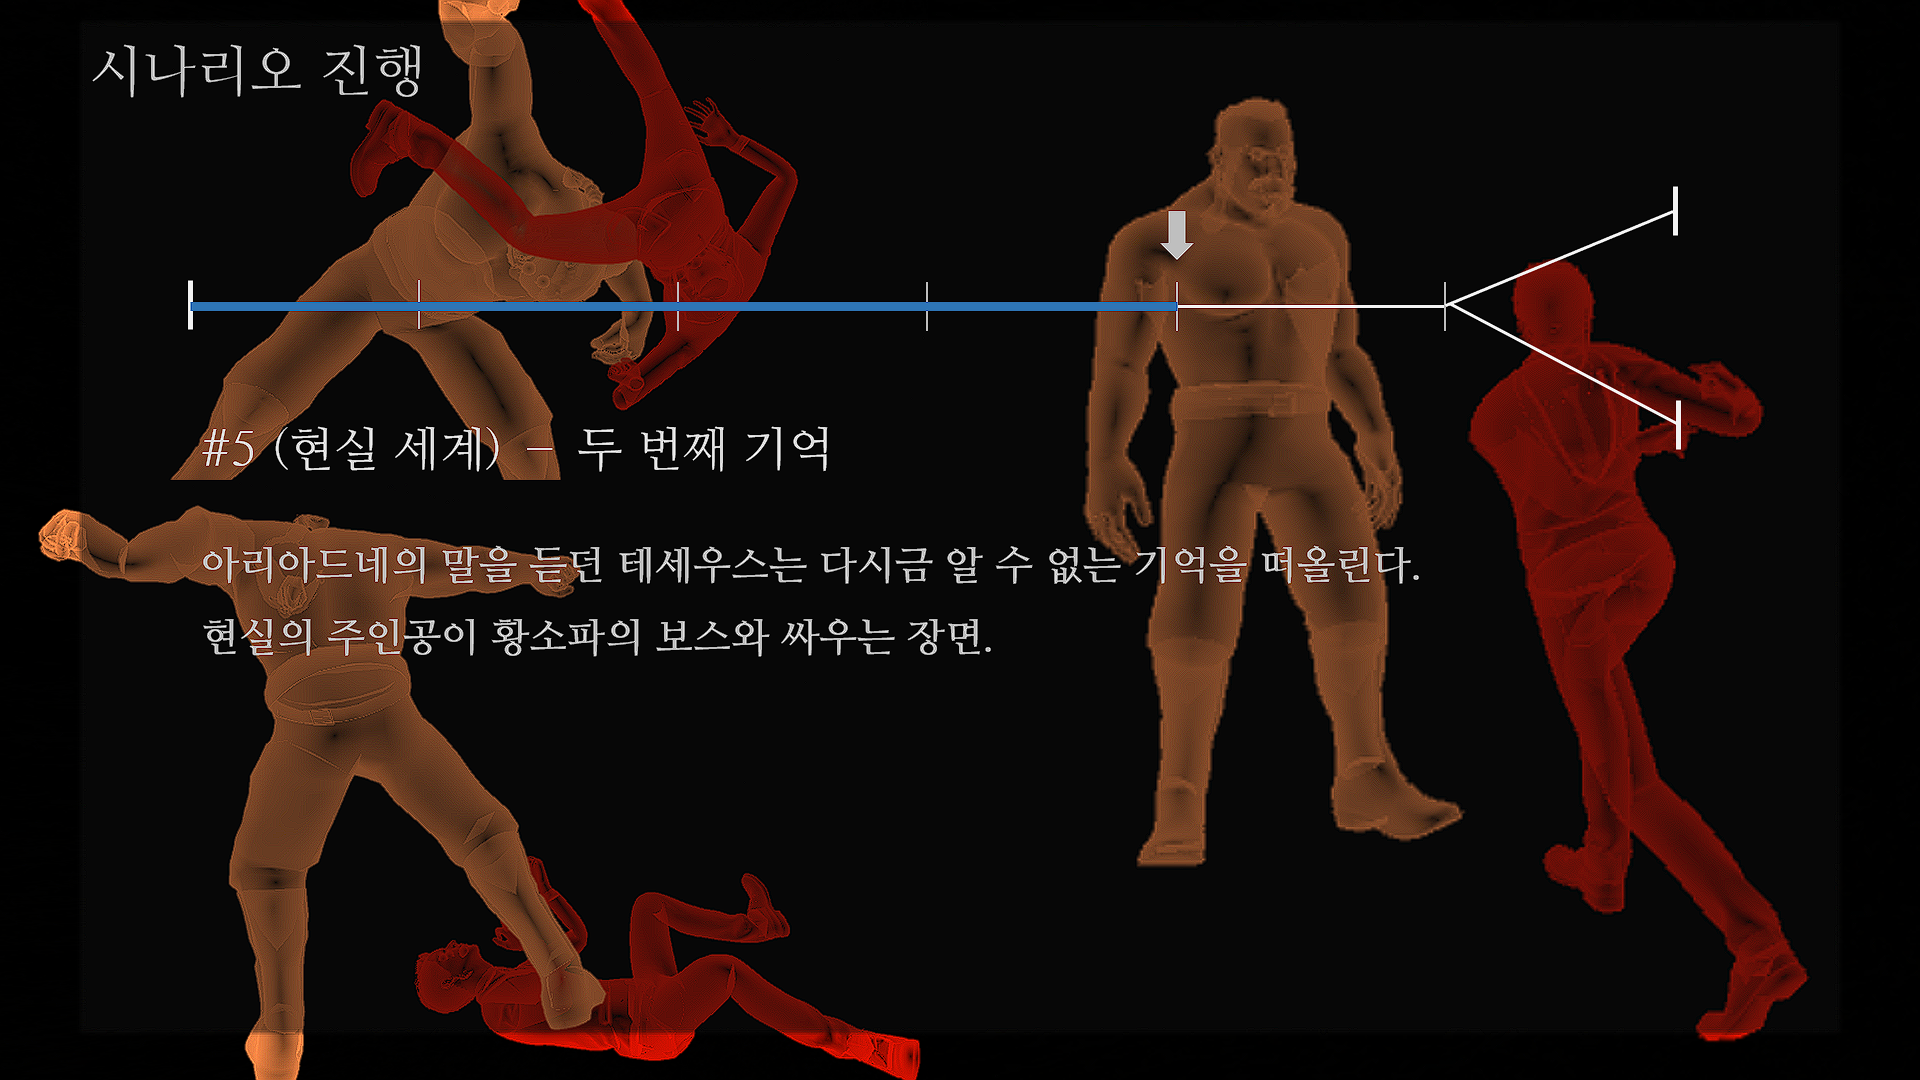 시나리오 진행
#5 (현실 세계) – 두 번째 기억
아리아드네의 말을 듣던 테세우스는 다시금 알 수 없는 기억을 떠올린다.
현실의 주인공이 황소파의 보스와 싸우는 장면.